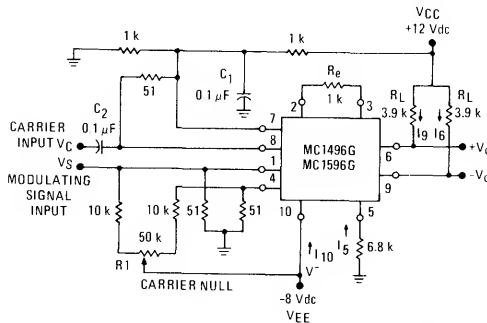 VCC
+12 Vdc
1 k
1 k
Re
1 k
C1
0.1 µF
51
2
3
RL
3.9 k
RL
3.9 k
I9
I6
C2
0.1 µF
7
8
MC1496G
MC1596G
6
+Vo
CARRIER
INPUT VC
VS
1
MODULATING
SIGNAL
INPUT
4
9
10 k
10 k
51
51
10
5
I10
I5
6.8 k
50 k
R1
V-
CARRIER NULL
-8 Vdc
VEE